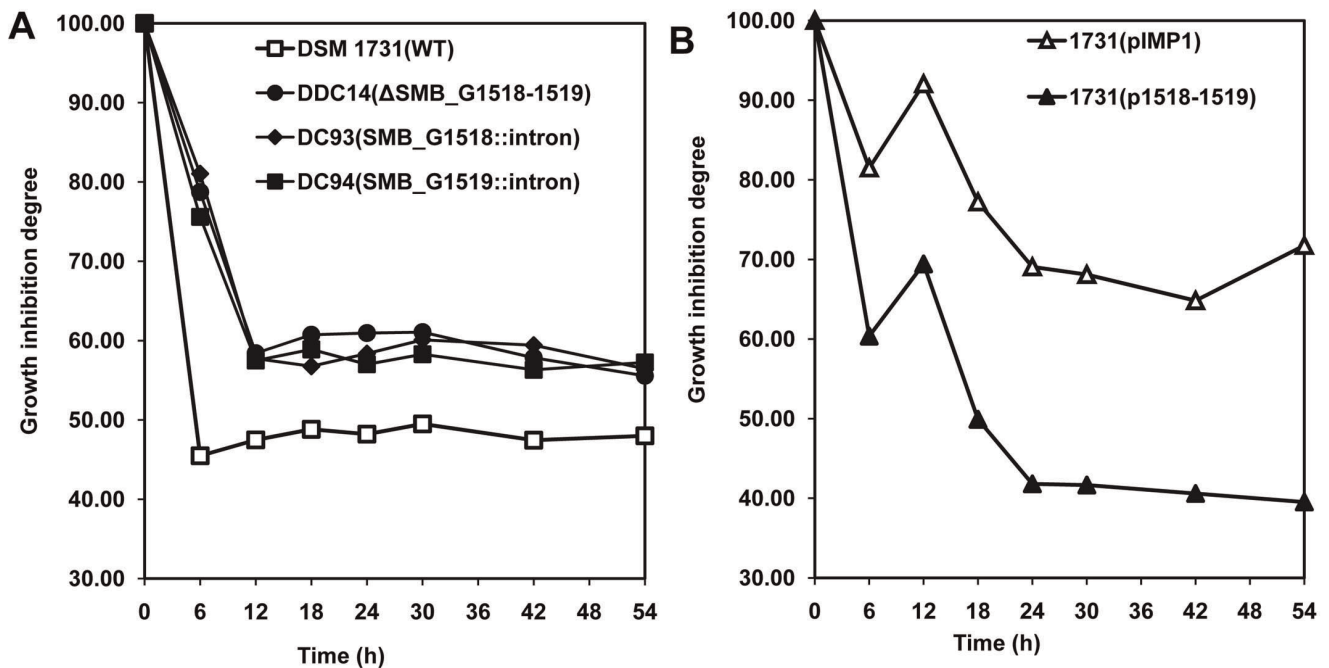 A
Growth inhibition degree
100.00
90.00
80.00
70.00
60.00
50.00
40.00
30.00
DSM 1731(WT)
DDC14(ΔSMB_G1518-1519)
DC93(SMB_G1518::intron)
DC94(SMB_G1519::intron)
0 6 12 18 24 30 36 42 48 54
Time (h)
B
Growth inhibition degree
100.00
90.00
80.00
70.00
60.00
50.00
40.00
30.00
1731(pIMP1)
1731(p1518-1519)
0 6 12 18 24 30 36 42 48 54
Time (h)